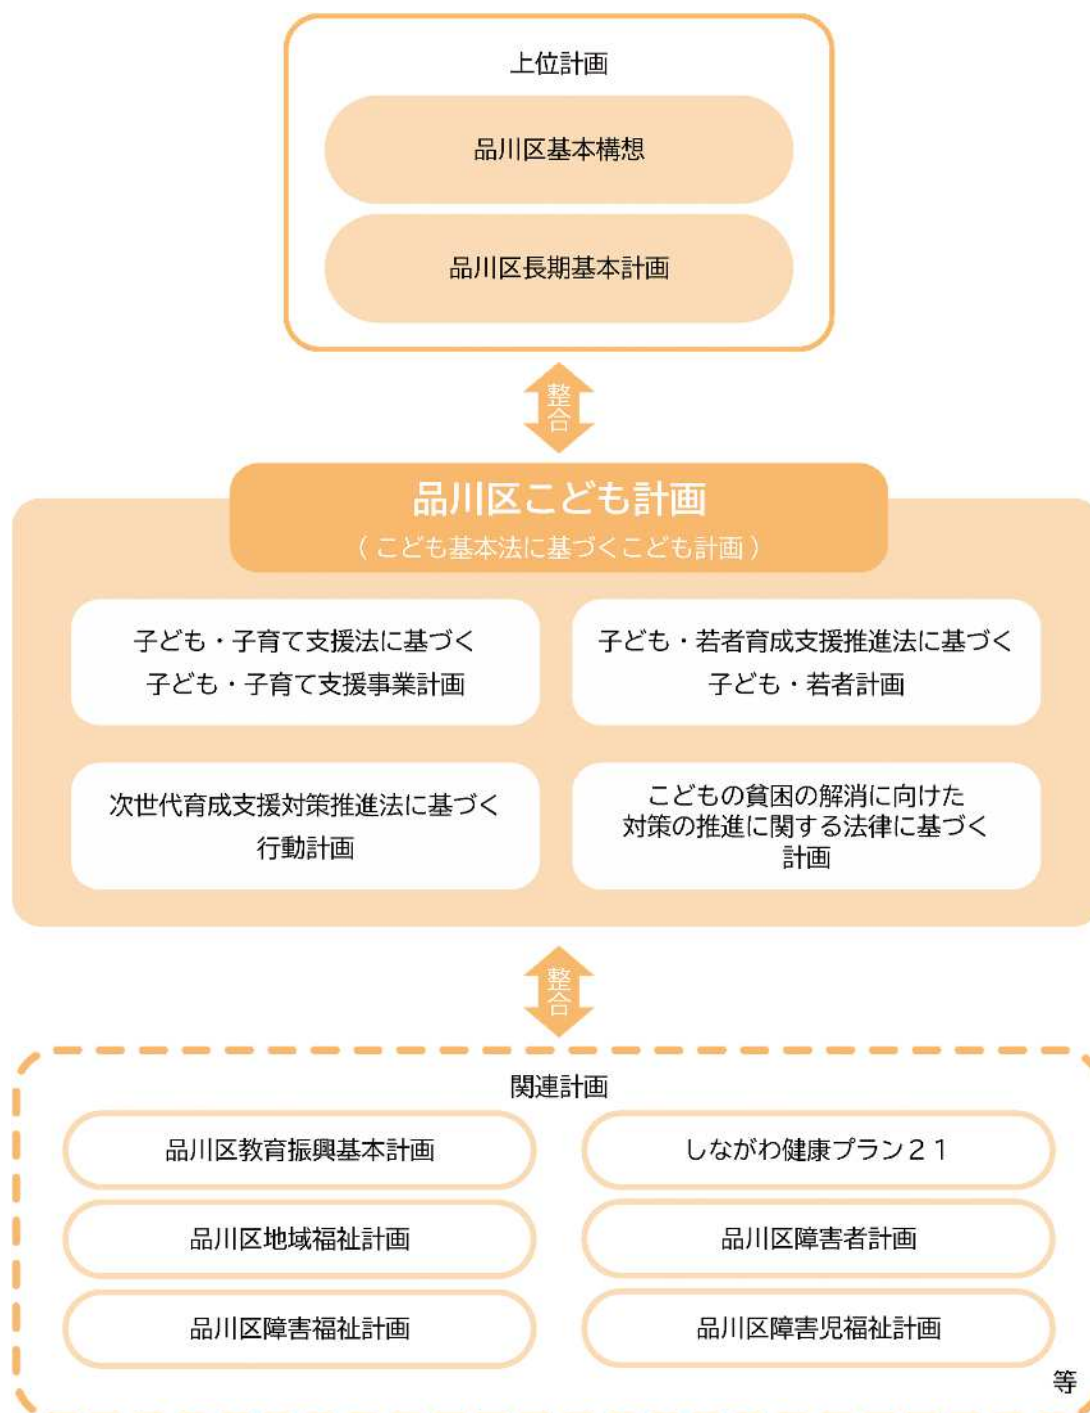 上位計画
品川区基本構想
品川区長期基本計画
整合
品川区こども計画
（こども基本法に基づくこども計画）
子ども・子育て支援法に基づく
子ども・子育て支援事業計画
子ども・若者育成支援推進法に基づく
子ども・若者計画
次世代育成支援対策推進法に基づく
行動計画
こどもの貧困の解消に向けた
対策の推進に関する法律に基づく
計画
整合
関連計画
品川区教育振興基本計画
しながわ健康プラン２１
品川区地域福祉計画
品川区障害者計画
品川区障害福祉計画
品川区障害児福祉計画
等